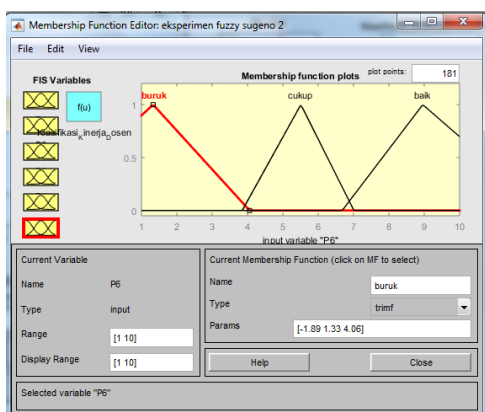 Membership Function Editor: eksperimen fuzzy sugeno 2
File Edit View
FIS Variables
f(u)
Klasifikasi_kinerja_Dosen
Membership function plots
plot points:
181
buruk
cukup
baik
1
0.5
0
1 2 3 4 5 6 7 8 9 10
input variable "P6"
Current Variable
Name P6
Type input
Range [1 10]
Display Range [1 10]
Current Membership Function (click on MF to select)
Name buruk
Type trimf
Params [-1.89 1.33 4.06]
Help
Close
Selected variable "P6"